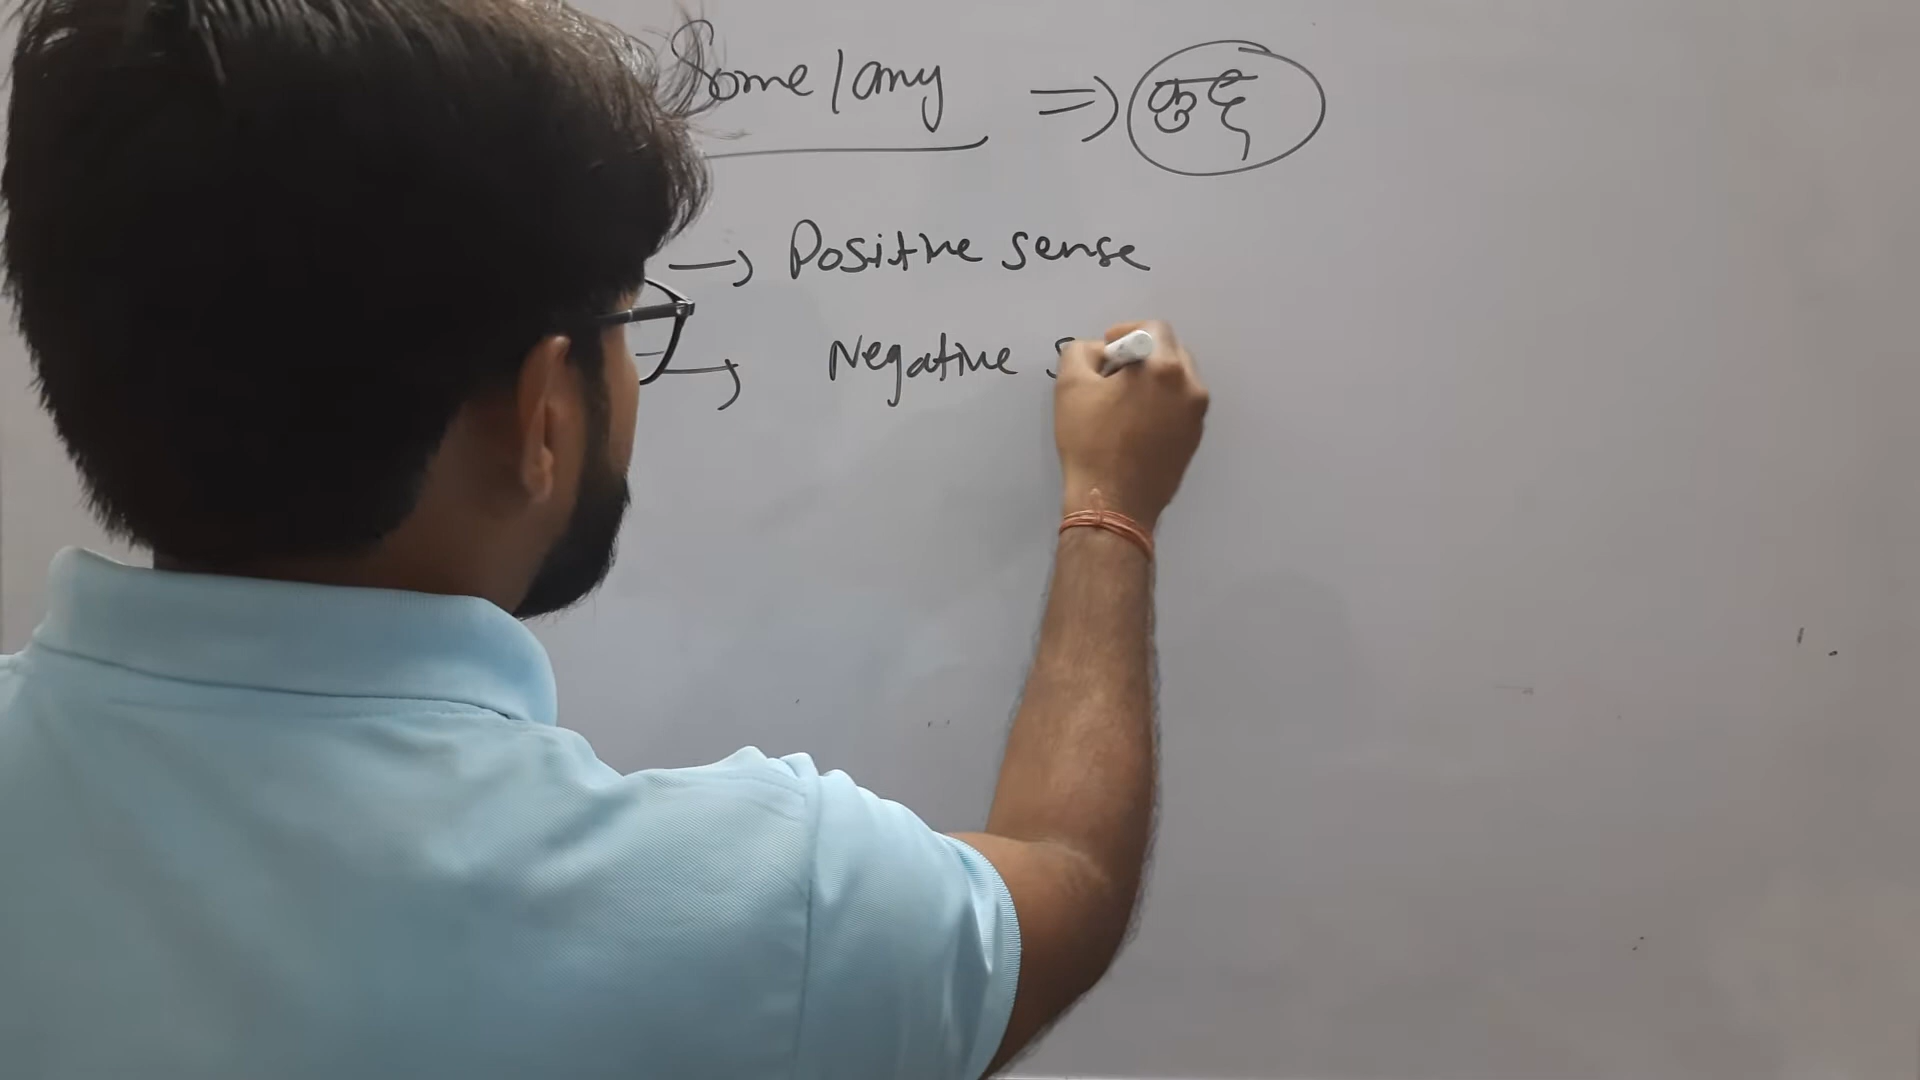 Some/any => कुछ
→ Positive sense
→ Negative s